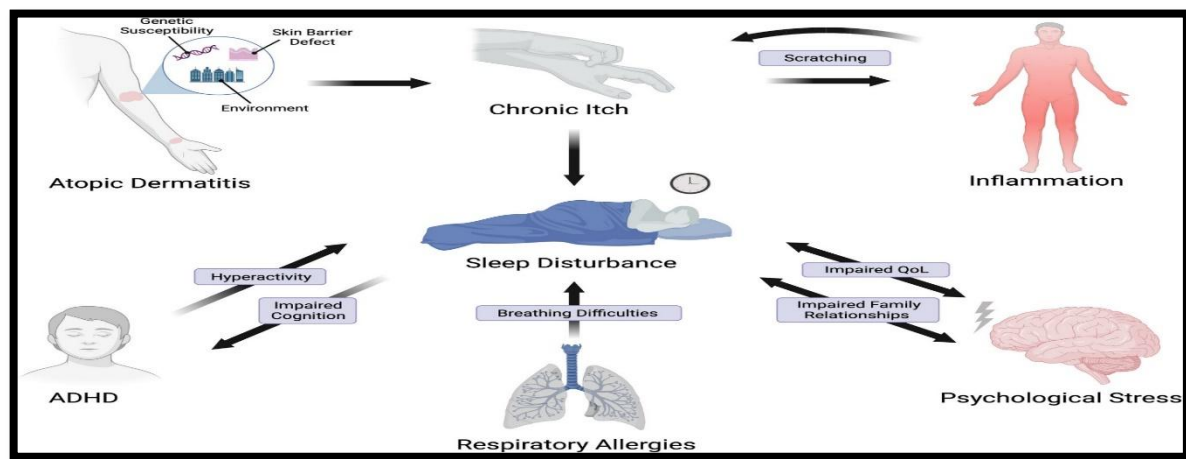 Genetic
Susceptibility
Skin Barrier
Defect
Environment
Scratching
Chronic Itch
Atopic Dermatitis
Inflammation
Sleep Disturbance
Hyperactivity
Impaired
Cognition
Breathing Difficulties
Impaired QoL
Impaired Family
Relationships
ADHD
Psychological Stress
Respiratory Allergies